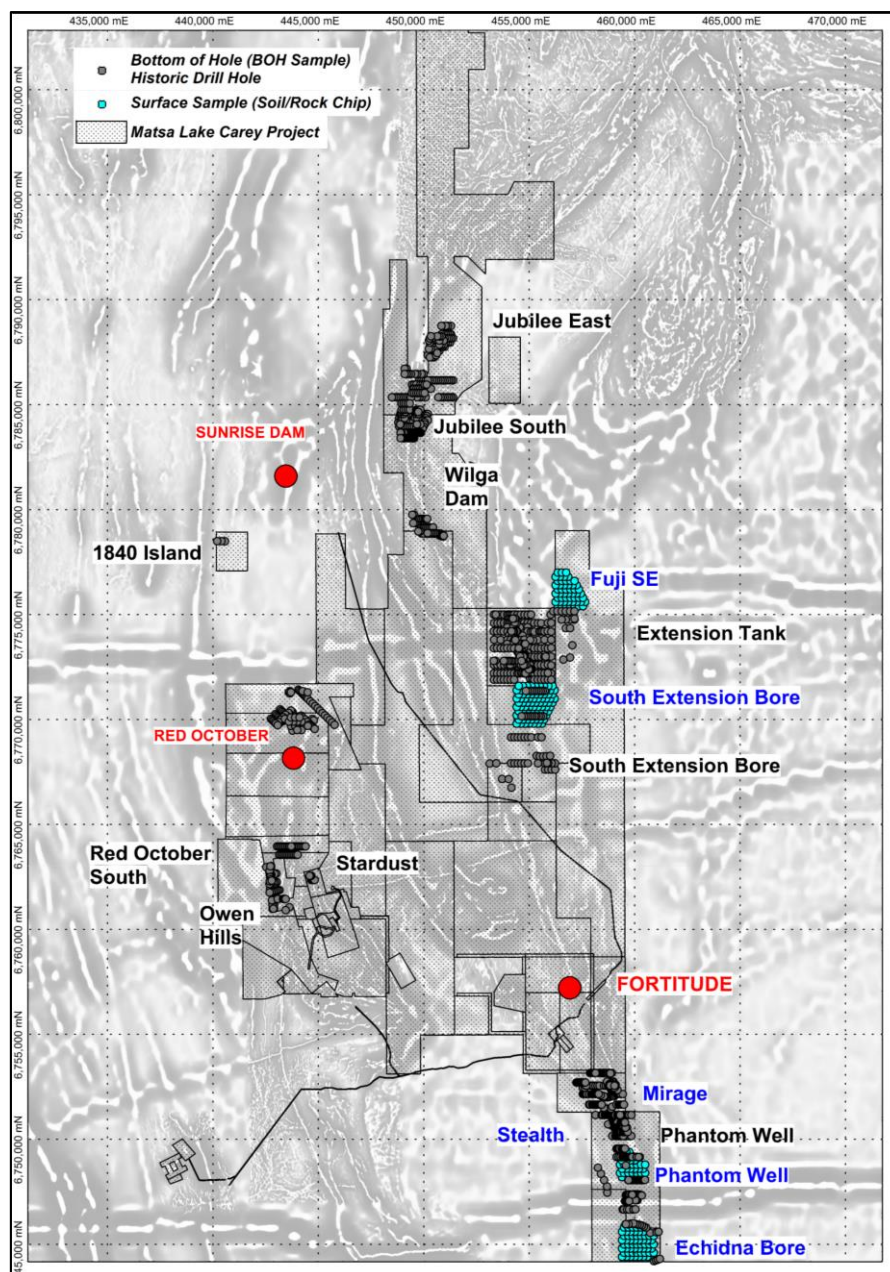 435,000 mE
440,000 mE
445,000 mE
450,000 mE
455,000 mE
460,000 mE
465,000 mE
470,000 mE
Bottom of Hole (BOH Sample)
Historic Drill Hole
Surface Sample (Soil/Rock Chip)
Matsa Lake Carey Project
6,800,000 mN
6,795,000 mN
6,790,000 mN
Jubilee East
6,785,000 mN
Jubilee South
SUNRISE DAM
Wilga
Dam
6,780,000 mN
1840 Island
Fuji SE
6,775,000 mN
Extension Tank
South Extension Bore
6,770,000 mN
RED OCTOBER
South Extension Bore
6,765,000 mN
Red October
South
Stardust
Owen
Hills
6,760,000 mN
FORTITUDE
6,755,000 mN
Mirage
Stealth
Phantom Well
6,750,000 mN
Phantom Well
Echidna Bore
45,000 mN